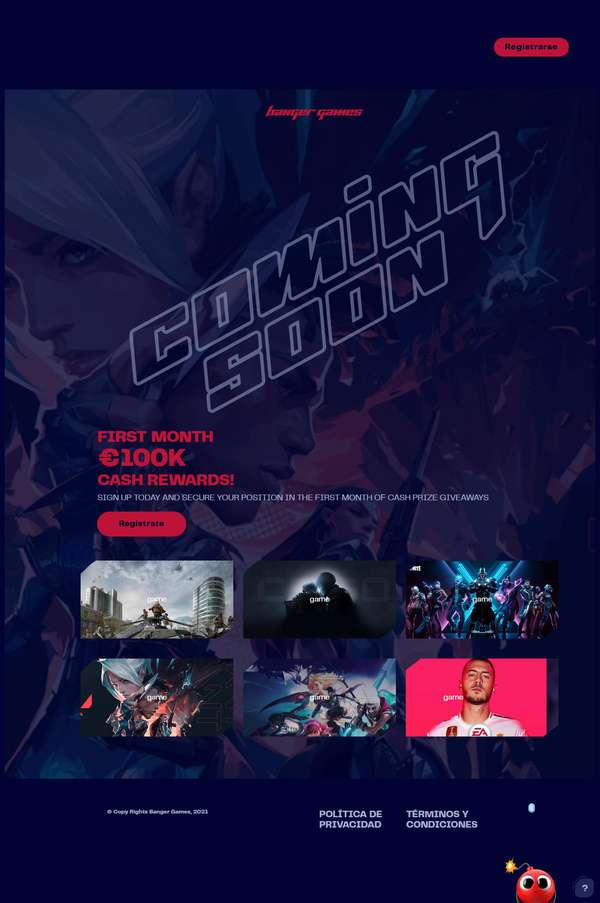 Registrarse
Banger games
COMING
SOON
FIRST MONTH
€100K
CASH REWARDS!
SIGN UP TODAY AND SECURE YOUR POSITION IN THE FIRST MONTH OF CASH PRIZE GIVEAWAYS
Registrate
game
game
game
game
game
game
EA
© Copy Rights Banger Games, 2021
POLÍTICA DE
PRIVACIDAD
TÉRMINOS Y
CONDICIONES
?